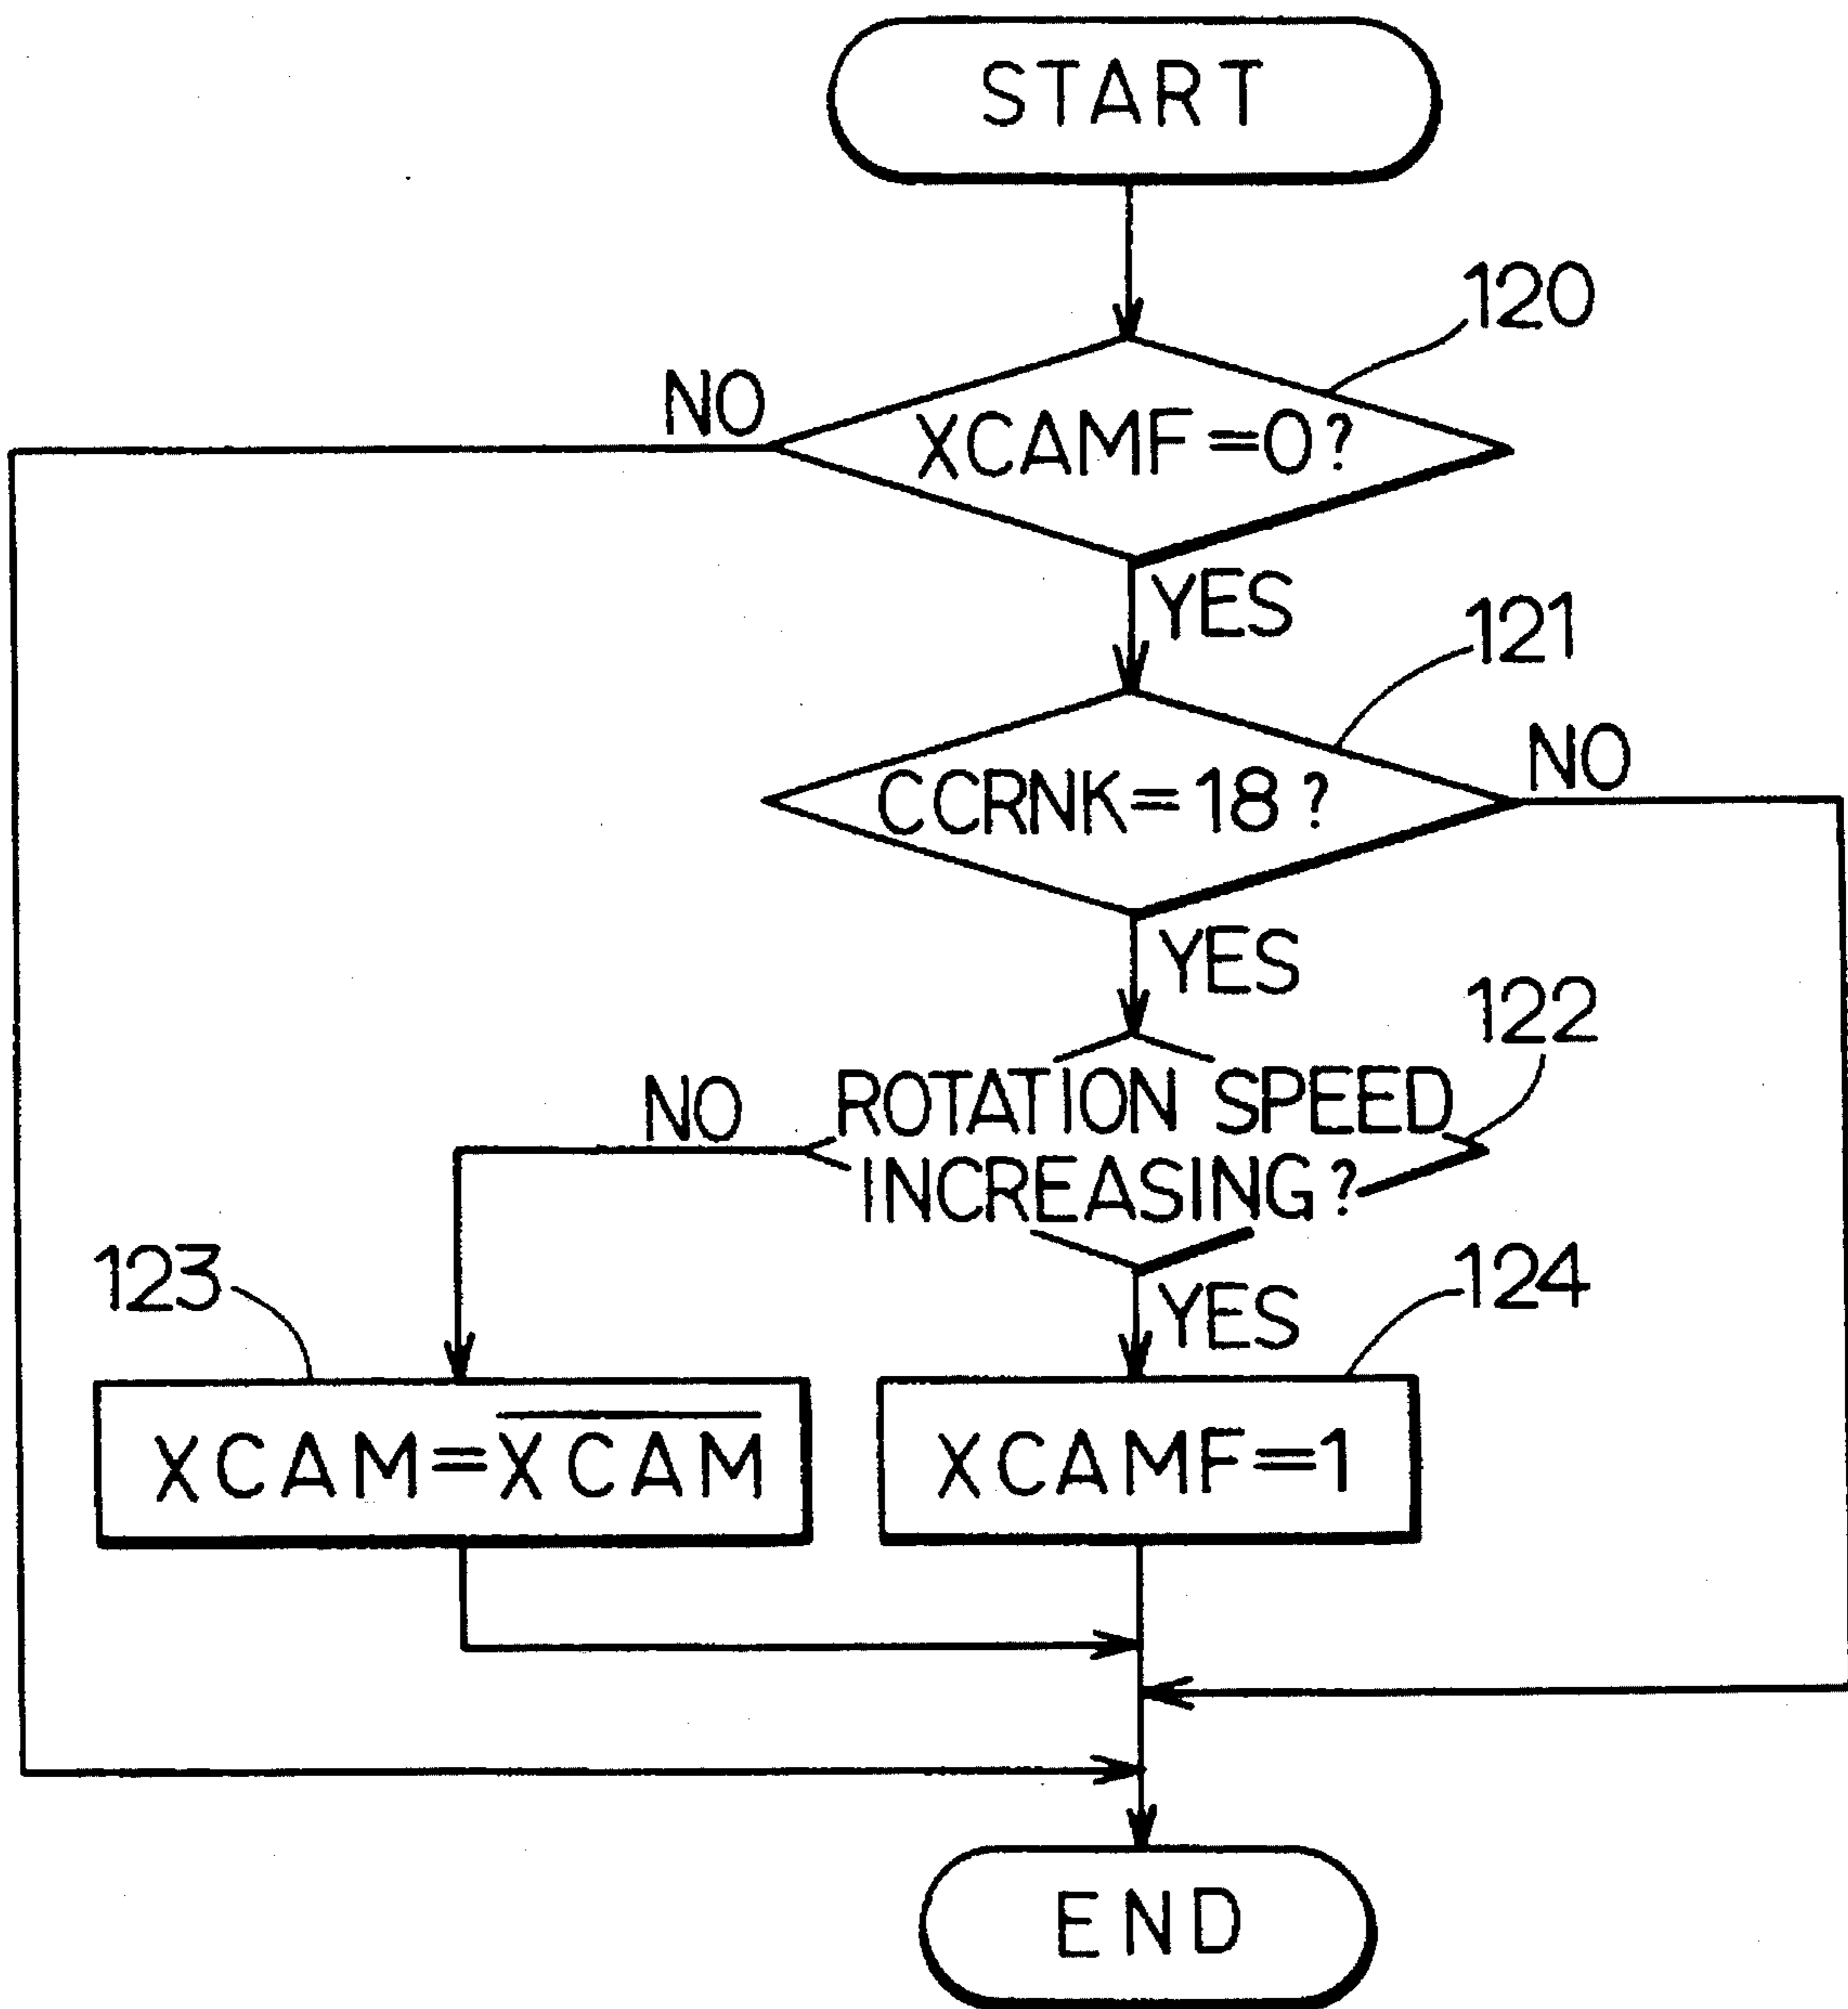 START
120
NO
XCAMF=0?
YES
121
NO
CCRNK=18?
YES
122
NO
ROTATION SPEED
INCREASING?
123
YES
124
XCAM=X̅C̅A̅M̅
XCAMF=1
END